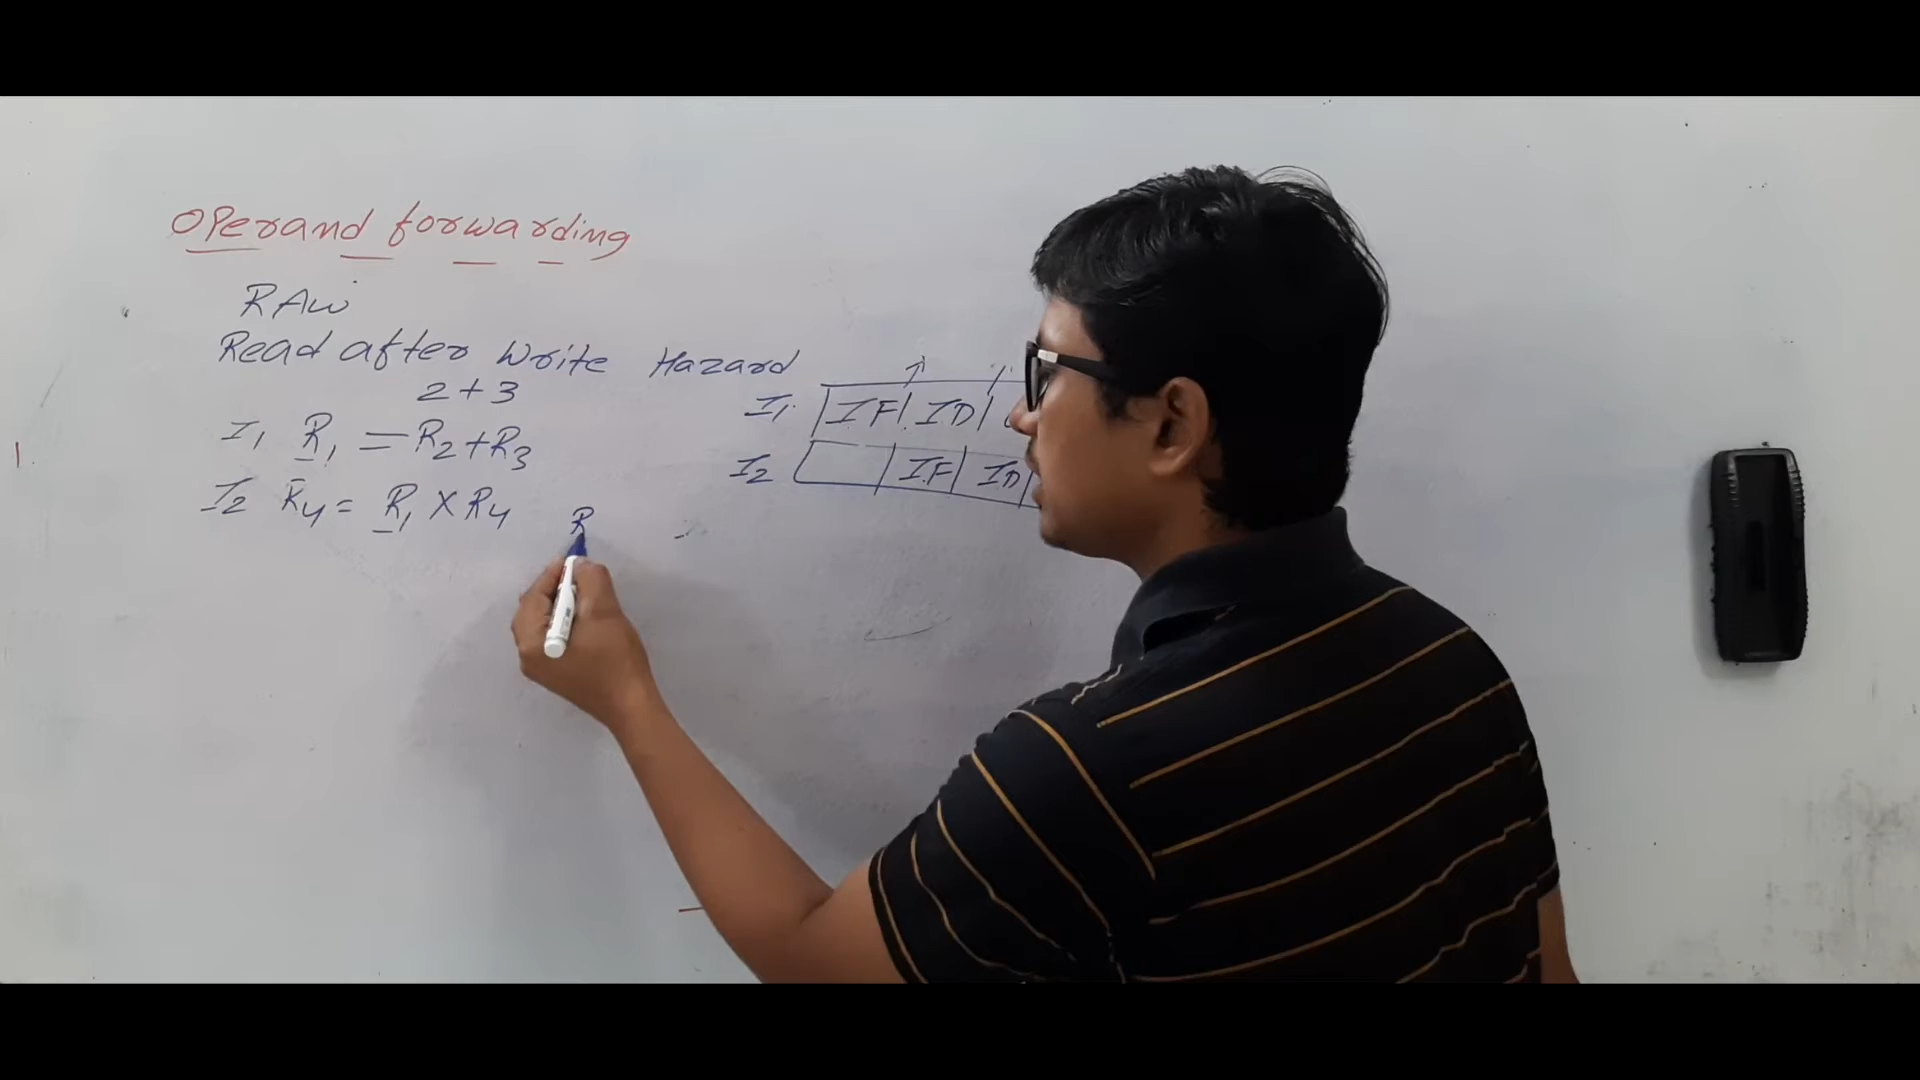 Operand forwarding
RAW
Read after Write Hazard
2 + 3
I1 R1 = R2 + R3
I2 R4 = R1 X R4
R
I1 IF ID
I2 IF ID